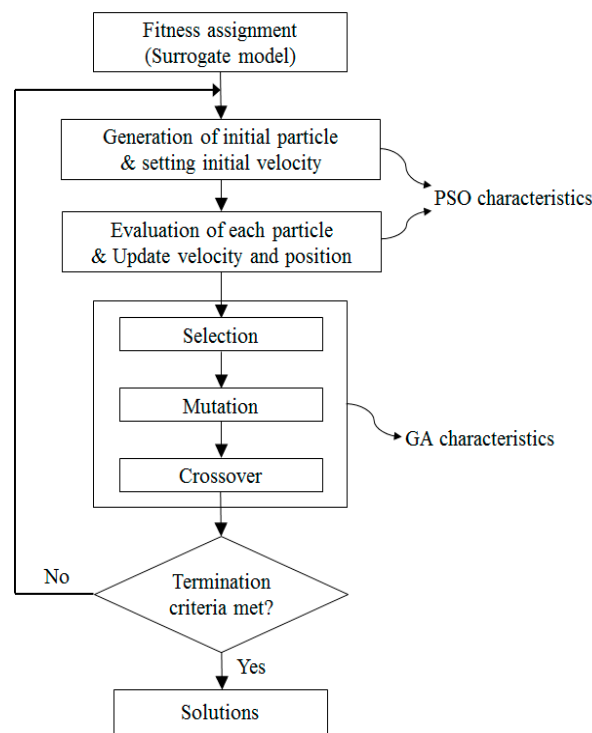 Fitness assignment
(Surrogate model)
Generation of initial particle
& setting initial velocity
PSO characteristics
Evaluation of each particle
& Update velocity and position
Selection
Mutation
GA characteristics
Crossover
No
Termination
criteria met?
Yes
Solutions